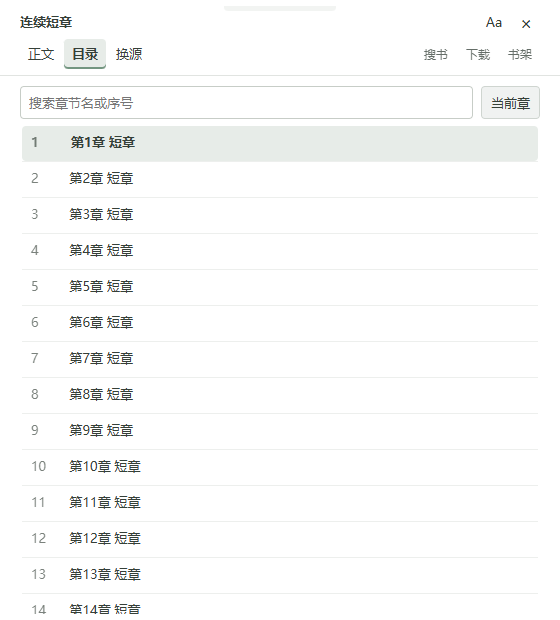 连续短章 Aa ×
正文 目录 换源 搜书 下载 书架
搜索章节名或序号 当前章
1 第1章 短章
2 第2章 短章
3 第3章 短章
4 第4章 短章
5 第5章 短章
6 第6章 短章
7 第7章 短章
8 第8章 短章
9 第9章 短章
10 第10章 短章
11 第11章 短章
12 第12章 短章
13 第13章 短章
14 第14章 短章